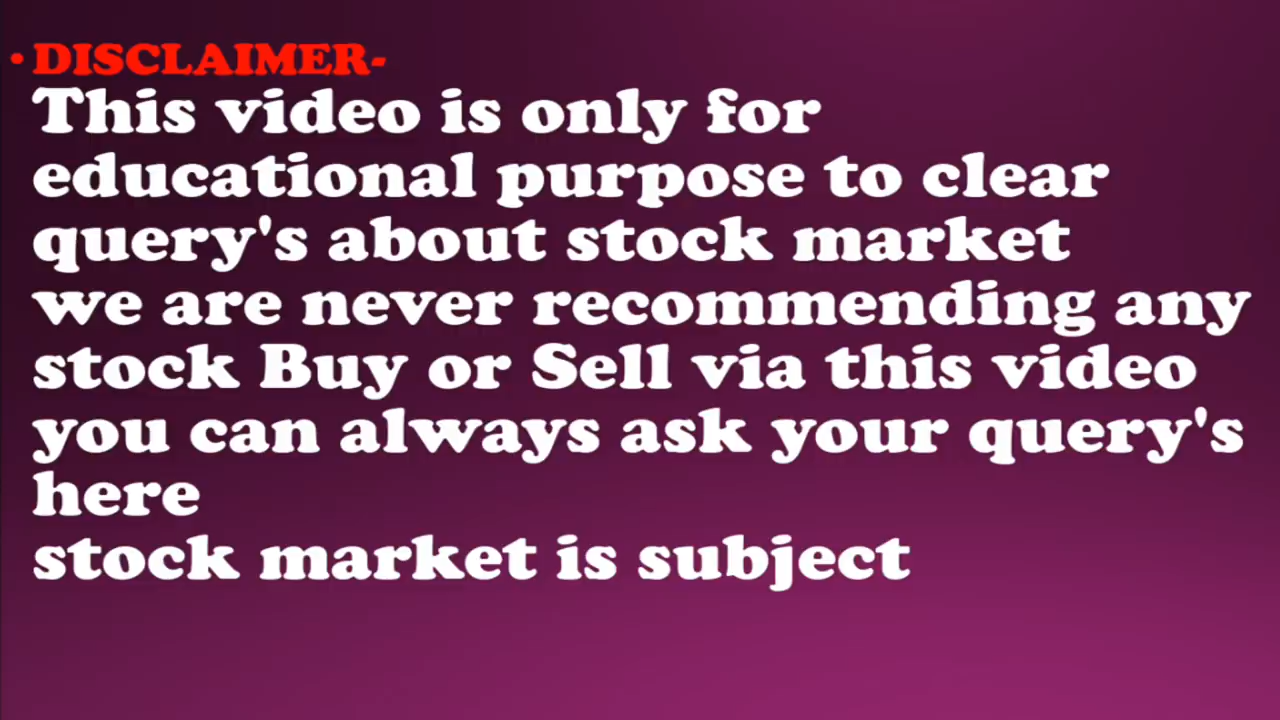 • DISCLAIMER-
This video is only for
educational purpose to clear
query's about stock market
we are never recommending any
stock Buy or Sell via this video
you can always ask your query's
here
stock market is subject